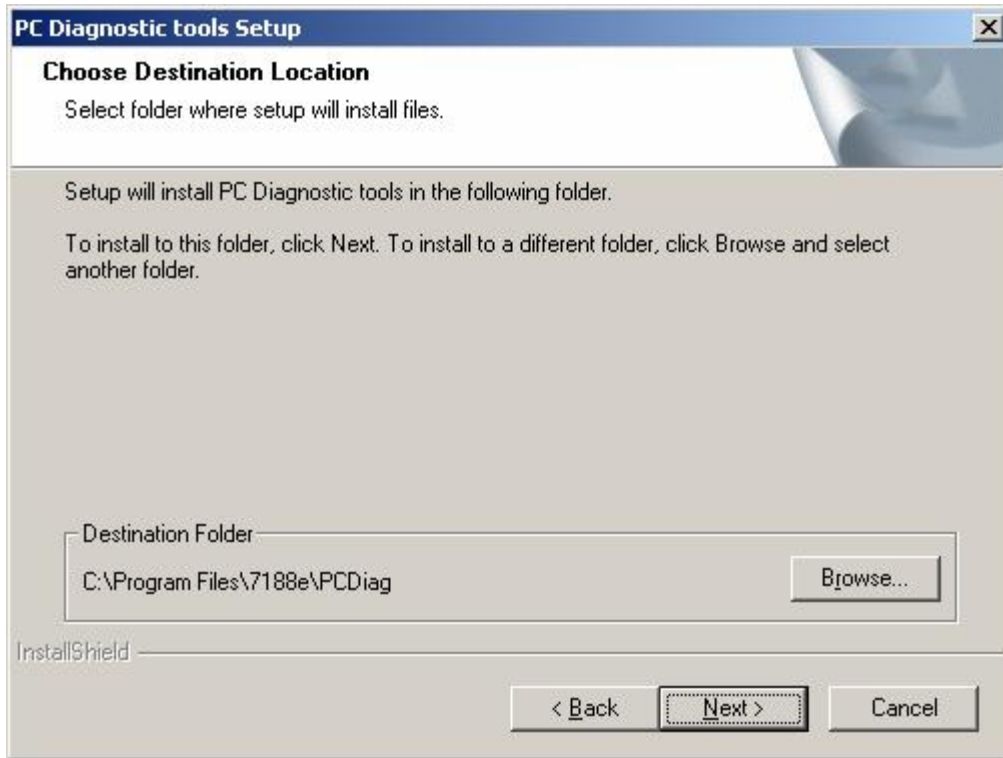 PC Diagnostic tools Setup
Choose Destination Location
Select folder where setup will install files.
Setup will install PC Diagnostic tools in the following folder.
To install to this folder, click Next. To install to a different folder, click Browse and select
another folder.
Destination Folder
C:\Program Files\7188e\PCDiag
Browse...
InstallShield
< Back
Next >
Cancel